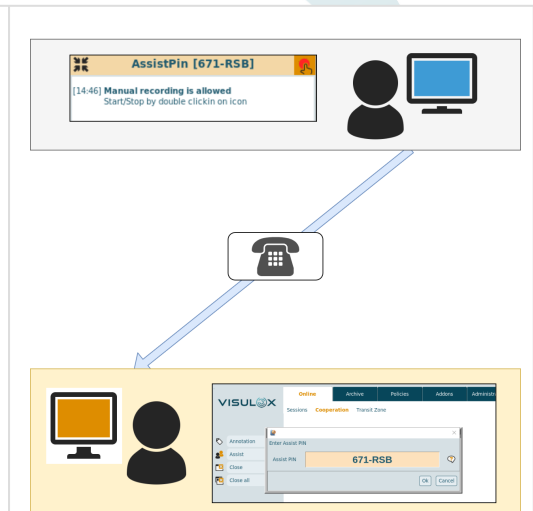 AssistPin [671-RSB]
[14:46] Manual recording is allowed
Start/Stop by double clickin on icon
VISULOX
Online Archive Policies Addons Administra
Sessions Cooperation Transit Zone
Annotation
Assist
Close
Close all
Enter Assist PIN
Assist PIN 671-RSB
Ok Cancel